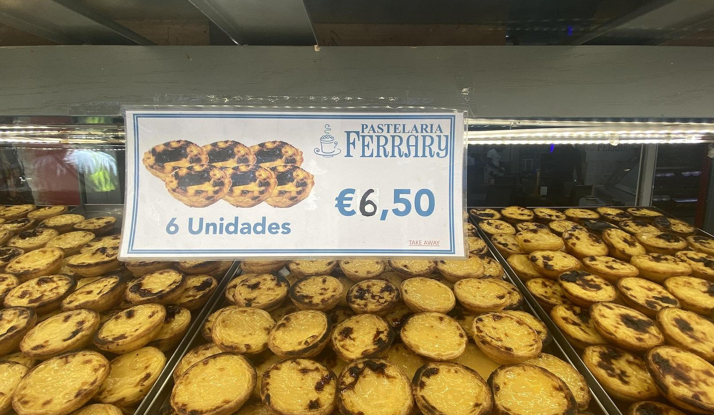 PASTELARIA
FERRARY
€6,50
6 Unidades
TAKE AWAY